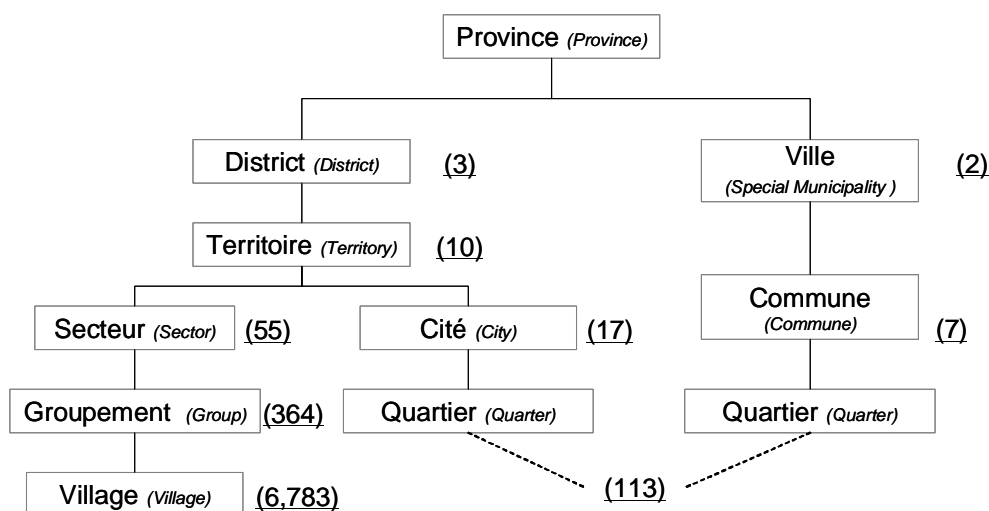 Province (Province)
District (District) (3)
Ville
(Special Municipality ) (2)
Territoire (Territory) (10)
Commune
(Commune) (7)
Secteur (Sector) (55)
Cité (City) (17)
Groupement (Group) (364)
Quartier (Quarter)
Quartier (Quarter)
Village (Village) (6,783)
(113)